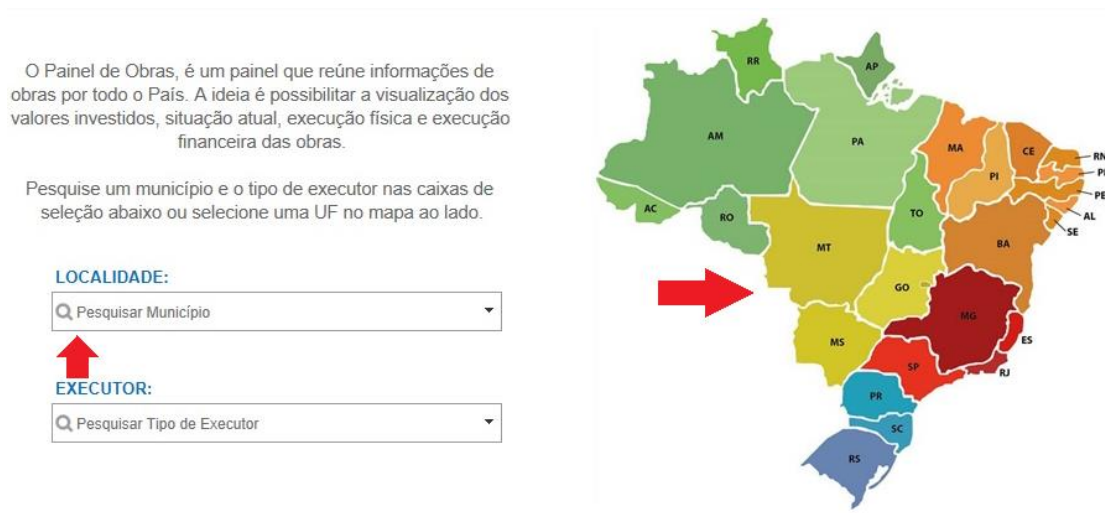 O Painel de Obras, é um painel que reúne informações de
obras por todo o País. A ideia é possibilitar a visualização dos
valores investidos, situação atual, execução física e execução
financeira das obras.
Pesquise um município e o tipo de executor nas caixas de
seleção abaixo ou selecione uma UF no mapa ao lado.
LOCALIDADE:
Pesquisar Município
EXECUTOR:
Pesquisar Tipo de Executor
RR
AP
AM
PA
MA
CE
RN
PI
PE
AL
SE
AC
RO
TO
BA
MT
GO
MG
ES
MS
SP
RJ
PR
SC
RS